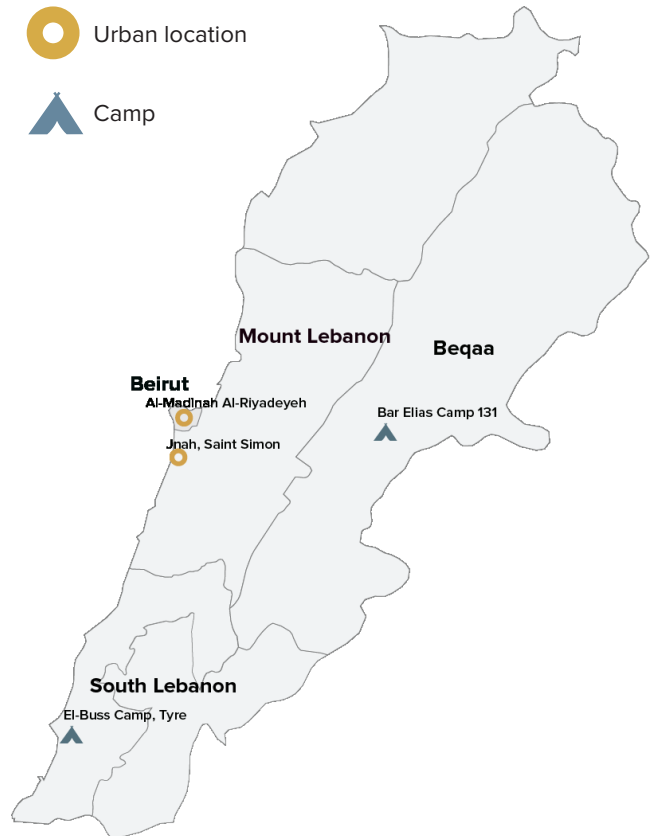 Urban location
Camp
Mount Lebanon
Beqaa
Beirut
Al-Madinah Al-Riyadeyeh
Bar Elias Camp 131
Jnah, Saint Simon
South Lebanon
El-Buss Camp, Tyre